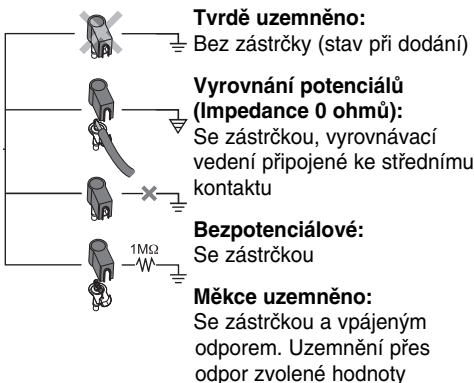 Tvrdě uzemněno:
Bez zástrčky (stav při dodání)
Vyrovnání potenciálů
(Impedance 0 ohmů):
Se zástrčkou, vyrovnávací
vedení připojené ke střednímu
kontaktu
Bezpotenciálové:
Se zástrčkou
1MΩ
Měkce uzemněno:
Se zástrčkou a vpájeným
odporem. Uzemnění přes
odpor zvolené hodnoty